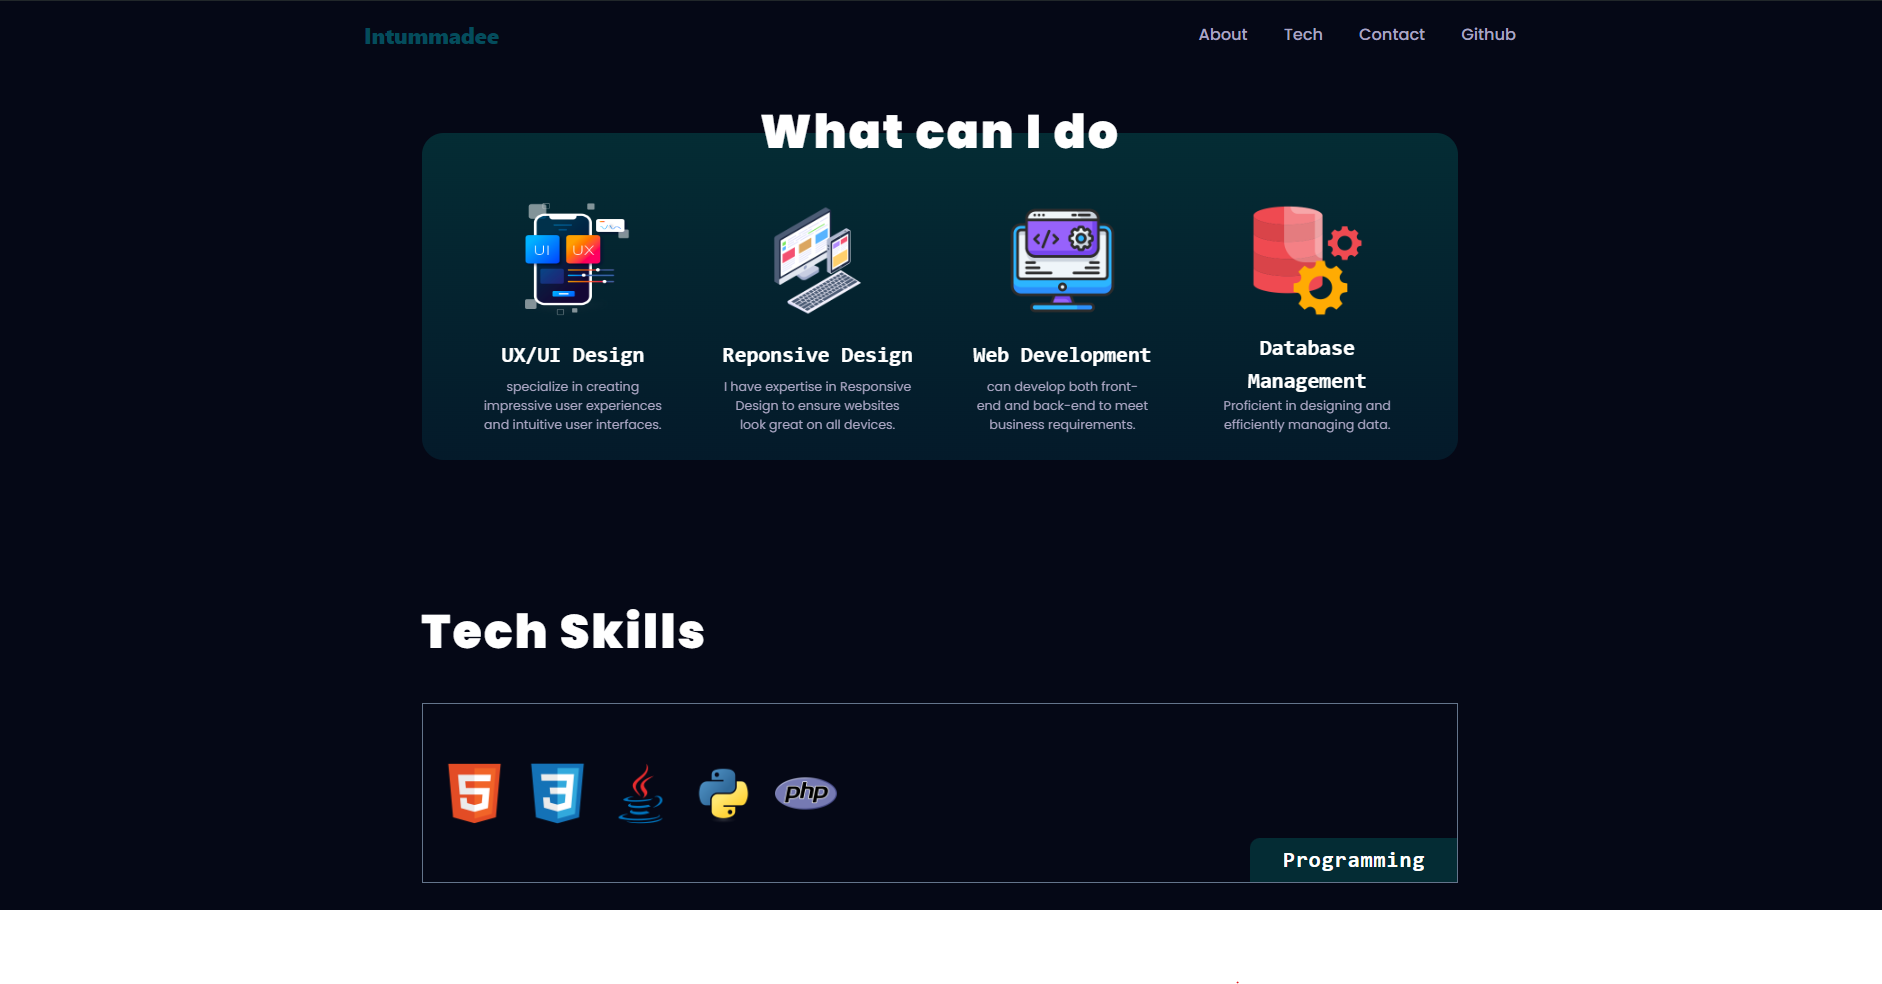 Intummadee
About Tech Contact Github
What can I do
UI UX
</>
UX/UI Design
specialize in creating
impressive user experiences
and intuitive user interfaces.
Reponsive Design
I have expertise in Responsive
Design to ensure websites
look great on all devices.
Web Development
can develop both front-
end and back-end to meet
business requirements.
Database
Management
Proficient in designing and
efficiently managing data.
Tech Skills
5 3 php
Programming